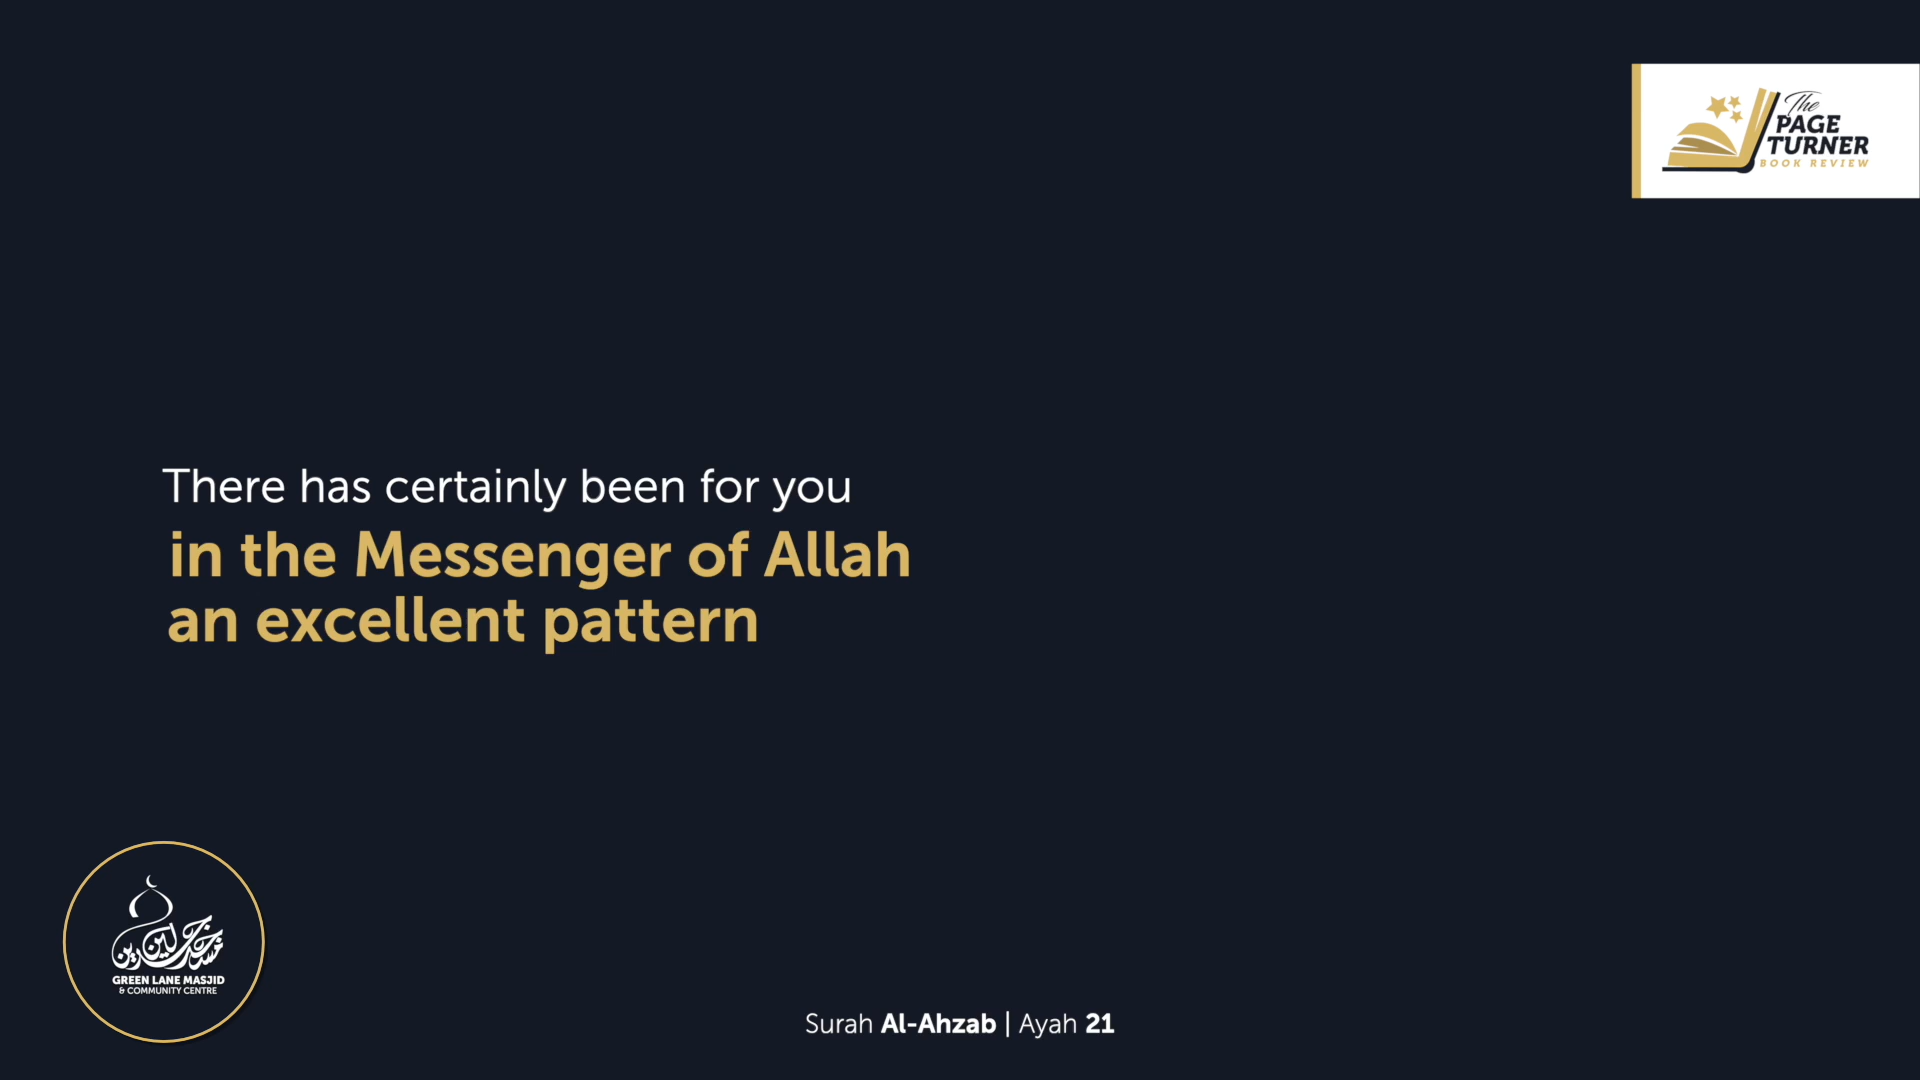 The
PAGE
TURNER
BOOK REVIEW
There has certainly been for you
in the Messenger of Allah
an excellent pattern
GREEN LANE MASJID
& COMMUNITY CENTRE
Surah Al-Ahzab | Ayah 21